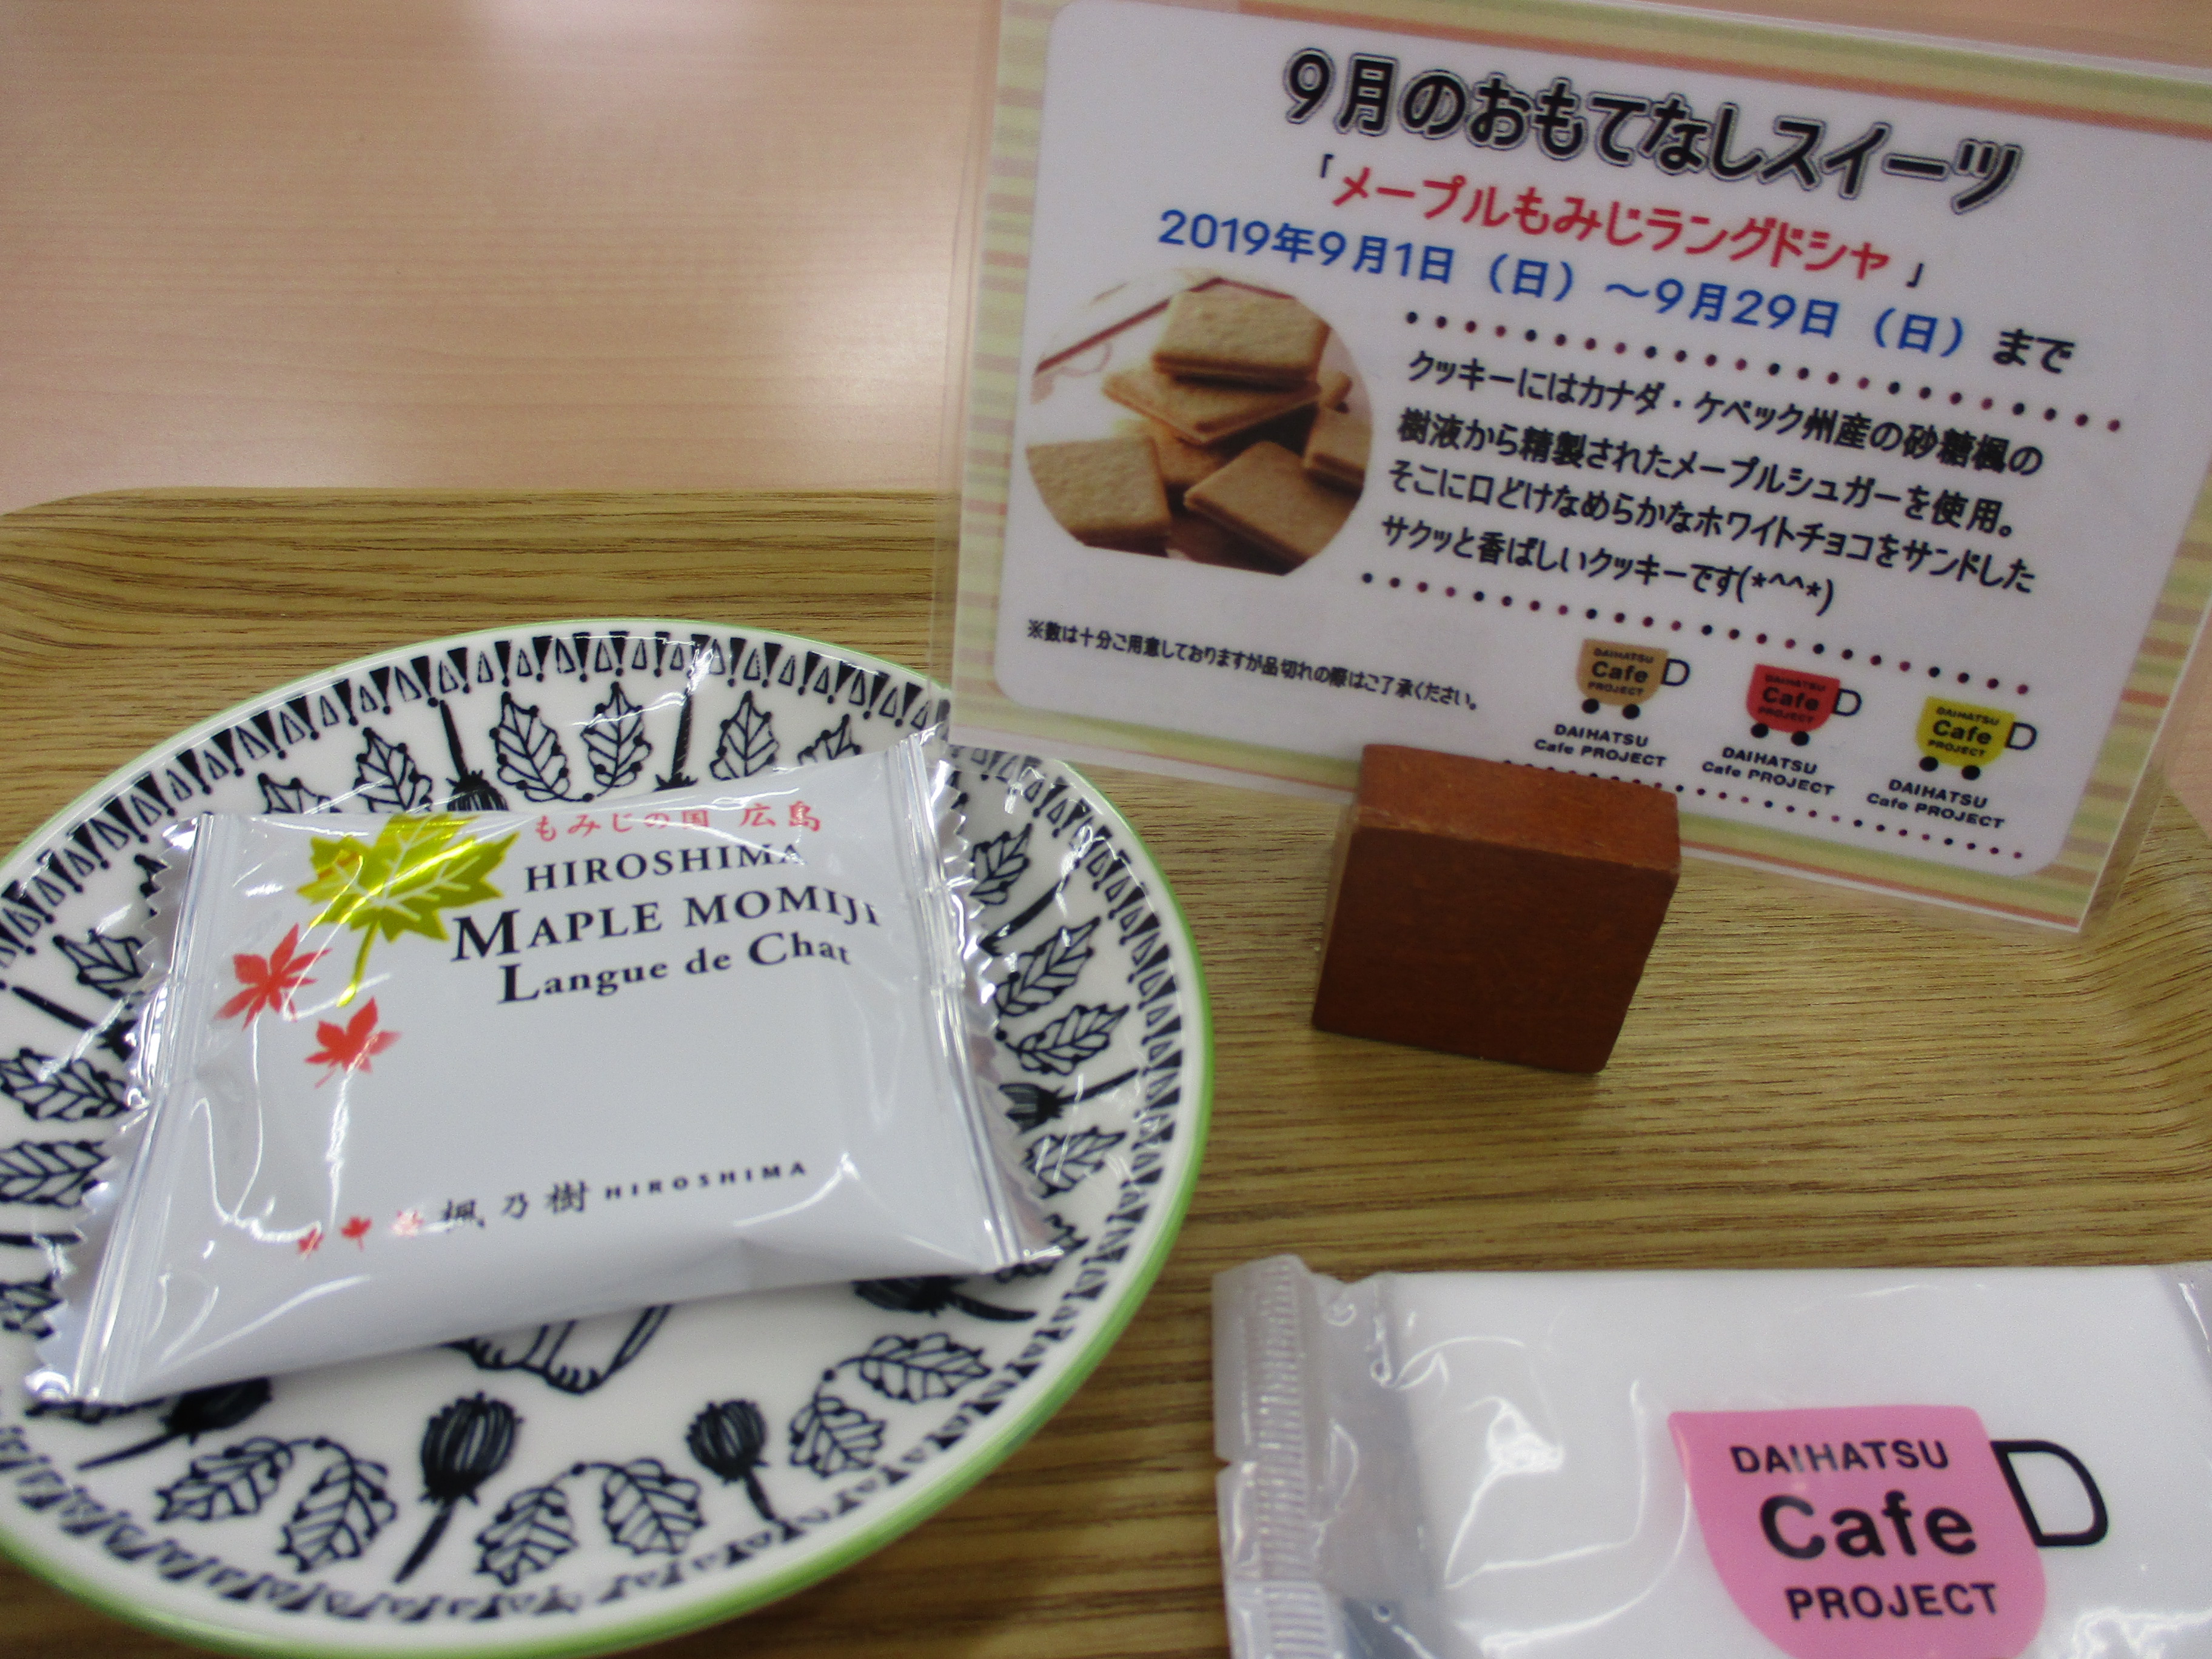 9月のおもてなしスイーツ
「メープルもみじラングドシャ」
2019年9月1日（日）～9月29日（日）まで
クッキーにはカナダ・ケベック州産の砂糖楓の
樹液から精製されたメープルシュガーを使用。
そこに口どけなめらかなホワイトチョコをサンドした
サクッと香ばしいクッキーです(*^^*)
※数は十分ご用意しておりますが品切れの際はご了承ください。
DAIHATSU
Cafe
PROJECT
DAIHATSU
Cafe PROJECT
DAIHATSU
Cafe
PROJECT
DAIHATSU
Cafe PROJECT
DAIHATSU
Cafe
PROJECT
DAIHATSU
Cafe PROJECT
もみじの国 広島
HIROSHIMA
MAPLE MOMIJI
Langue de Chat
楓乃樹 HIROSHIMA
DAIHATSU
Cafe
PROJECT